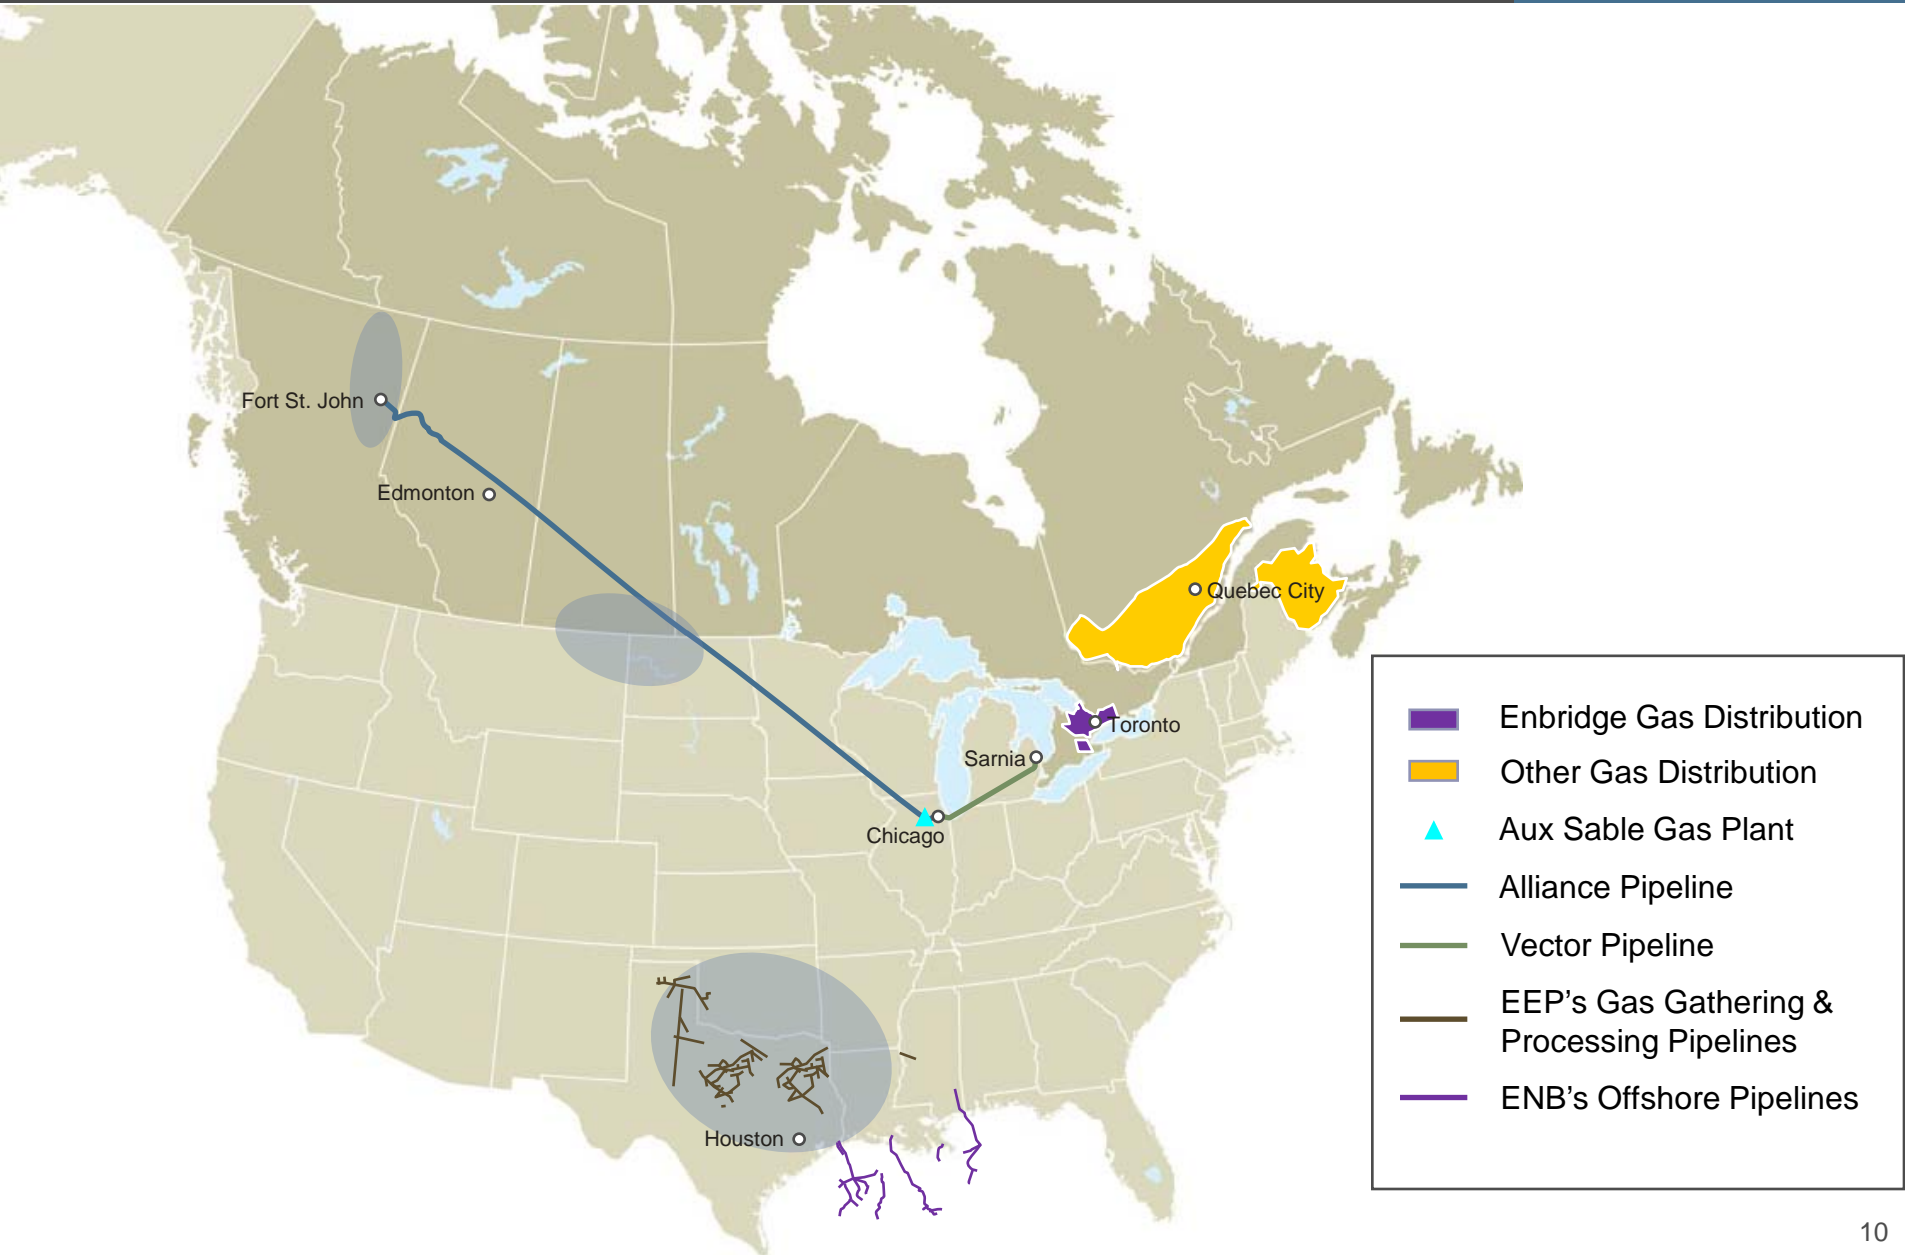 Fort St. John
Edmonton
Quebec City
Toronto
Sarnia
Chicago
Houston
Enbridge Gas Distribution
Other Gas Distribution
Aux Sable Gas Plant
Alliance Pipeline
Vector Pipeline
EEP’s Gas Gathering &
Processing Pipelines
ENB’s Offshore Pipelines
10